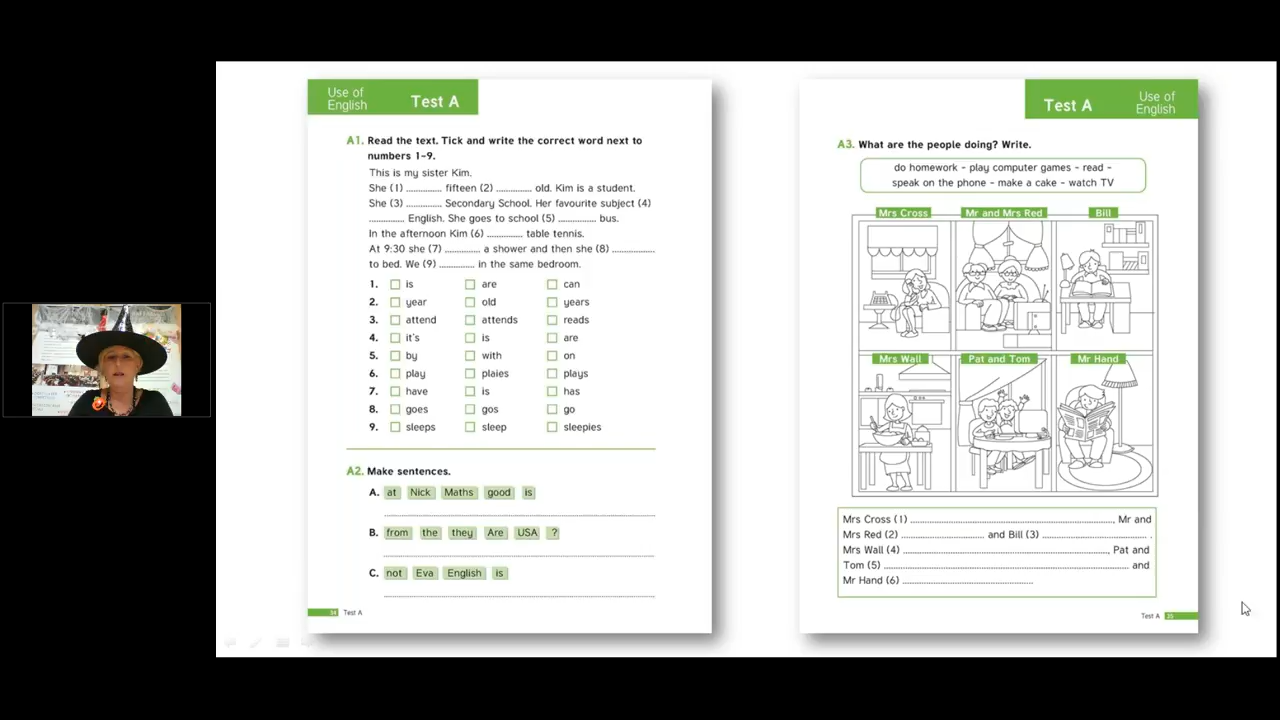 Use of
English
Test A
A1. Read the text. Tick and write the correct word next to
numbers 1-9.
This is my sister Kim.
She (1) .............. fifteen (2) .............. old. Kim is a student.
She (3) .............. Secondary School. Her favourite subject (4)
.............. English. She goes to school (5) .............. bus.
In the afternoon Kim (6) .............. table tennis.
At 9:30 she (7) .............. a shower and then she (8) ..............
to bed. We (9) .............. in the same bedroom.
1. is are can
2. year old years
3. attend attends reads
4. it's is are
5. by with on
6. play plaies plays
7. have is has
8. goes gos go
9. sleeps sleep sleepies
A2. Make sentences.
A. at Nick Maths good is
B. from the they Are USA ?
C. not Eva English is
34 Test A
Test A
Use of
English
A3. What are the people doing? Write.
do homework - play computer games - read -
speak on the phone - make a cake - watch TV
Mrs Cross Mr and Mrs Red Bill
Mrs Wall Pat and Tom Mr Hand
Mrs Cross (1) .............................., Mr and
Mrs Red (2) .............................. and Bill (3) .............................. .
Mrs Wall (4) .............................., Pat and
Tom (5) .............................. and
Mr Hand (6) ..............................
Test A 35